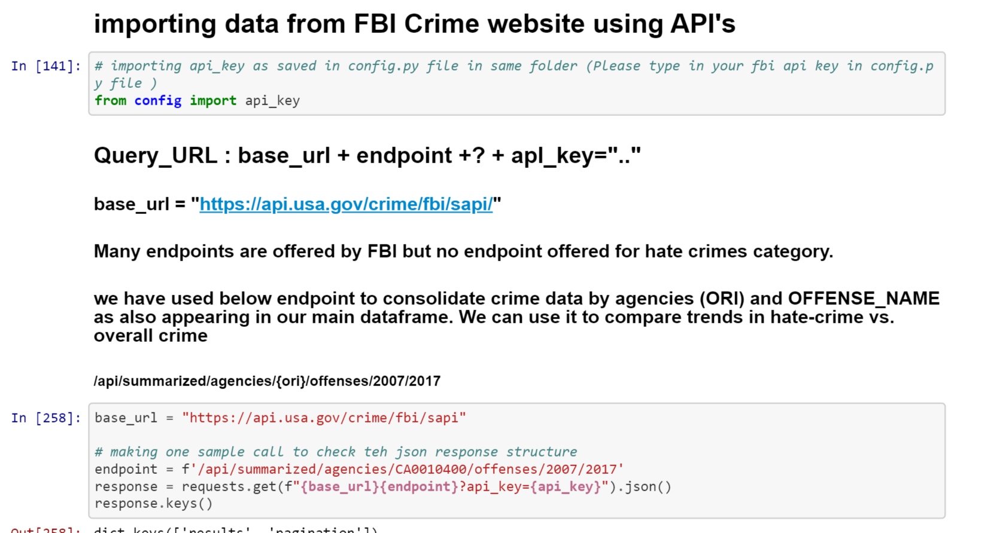 importing data from FBI Crime website using API's
In [141]:
# importing api_key as saved in config.py file in same folder (Please type in your fbi api key in config.p
y file )
from config import api_key
Query_URL : base_url + endpoint +? + apI_key=".."
base_url = "https://api.usa.gov/crime/fbi/sapi/"
Many endpoints are offered by FBI but no endpoint offered for hate crimes category.
we have used below endpoint to consolidate crime data by agencies (ORI) and OFFENSE_NAME
as also appearing in our main dataframe. We can use it to compare trends in hate-crime vs.
overall crime
/api/summarized/agencies/{ori}/offenses/2007/2017
In [258]:
base_url = "https://api.usa.gov/crime/fbi/sapi"
# making one sample call to check teh json response structure
endpoint = f'/api/summarized/agencies/CA0010400/offenses/2007/2017'
response = requests.get(f"{base_url}{endpoint}?api_key={api_key}").json()
response.keys()
Out[258]: dict_keys(['results', 'pagination'])